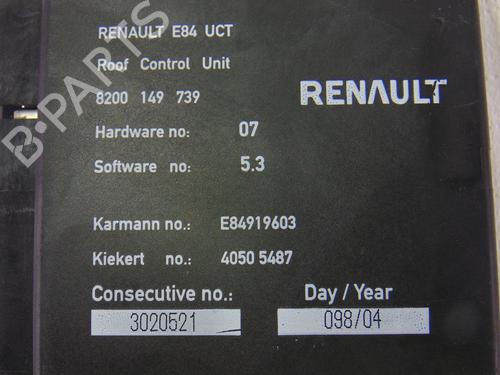 RENAULT E84 UCT
Roof Control Unit
8200 149 739
RENAULT
Hardware no: 07
Software no: 5.3
Karmann no.: E84919603
Kiekert no.: 4050 5487
Consecutive no.: Day / Year
3020521 098/04
B-PARTS